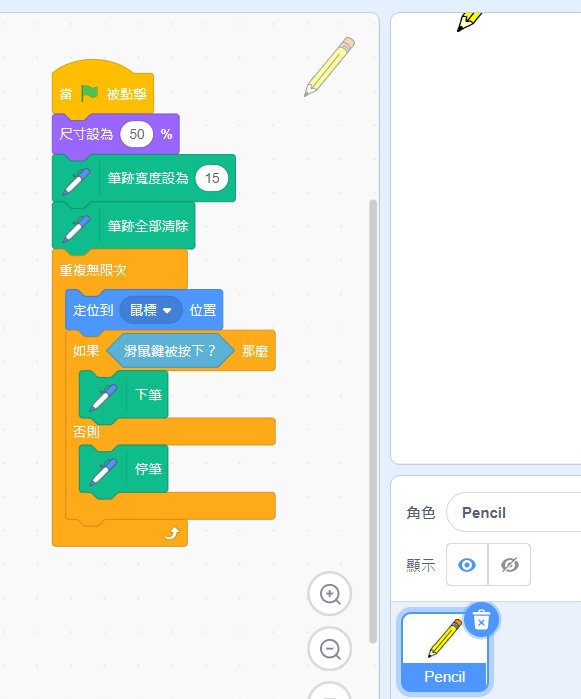 當 被點擊
尺寸設為 50 %
筆跡寬度設為 15
筆跡全部清除
重複無限次
定位到 鼠標 位置
如果 滑鼠鍵被按下？ 那麼
下筆
否則
停筆
角色 Pencil
顯示
Pencil